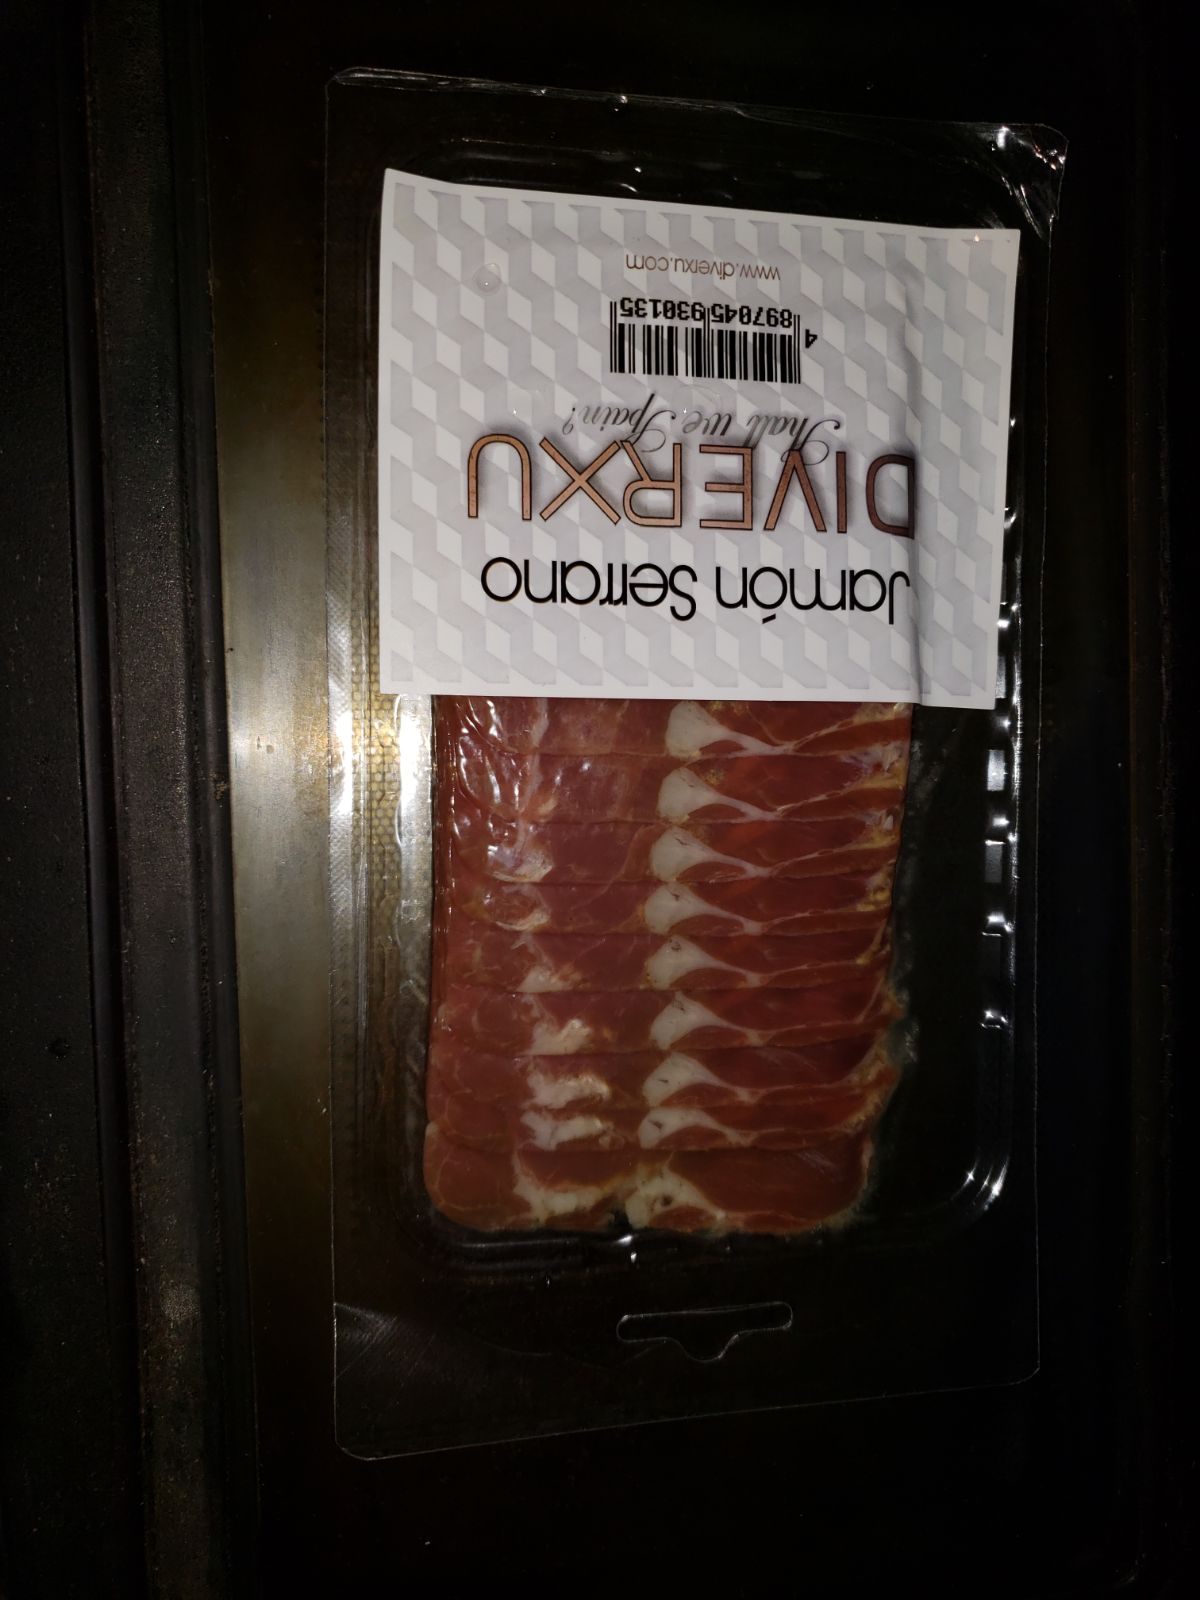 Jamón Serrano
DIVERXU
Shall we Spain?
4 897045 930135
www.diverxu.com